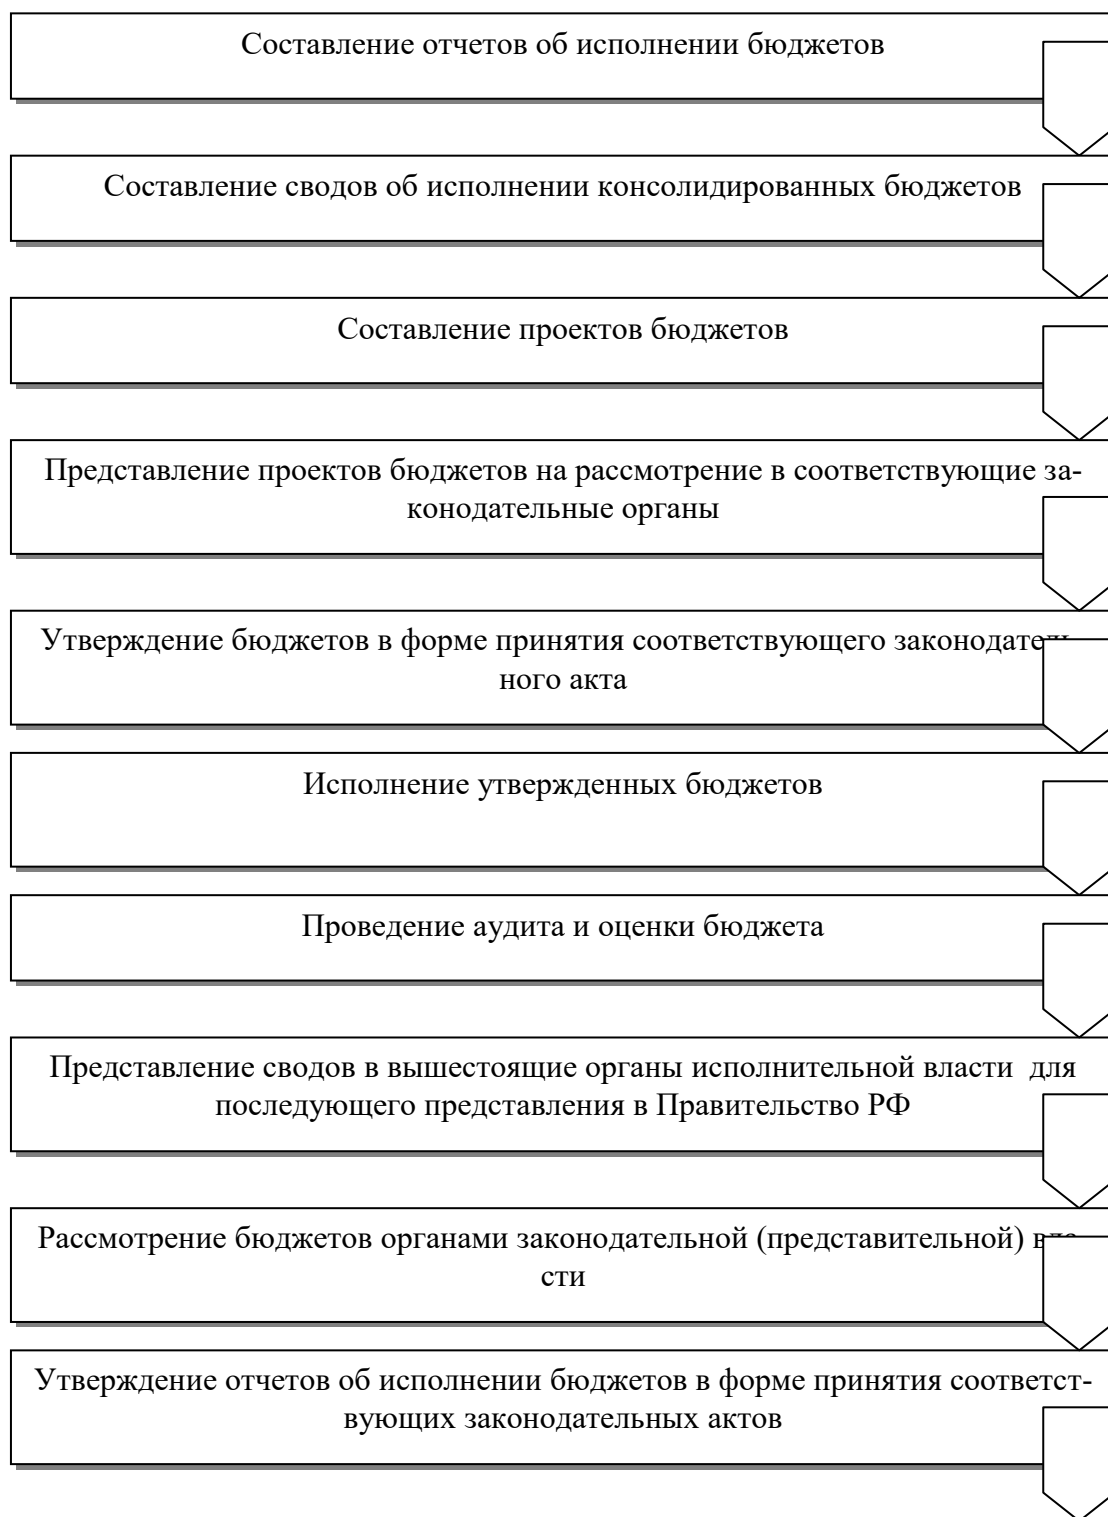 Составление отчетов об исполнении бюджетов
Составление сводов об исполнении консолидированных бюджетов
Составление проектов бюджетов
Представление проектов бюджетов на рассмотрение в соответствующие за-
конодательные органы
Утверждение бюджетов в форме принятия соответствующего законодатель-
ного акта
Исполнение утвержденных бюджетов
Проведение аудита и оценки бюджета
Представление сводов в вышестоящие органы исполнительной власти для
последующего представления в Правительство РФ
Рассмотрение бюджетов органами законодательной (представительной) вла-
сти
Утверждение отчетов об исполнении бюджетов в форме принятия соответст-
вующих законодательных актов